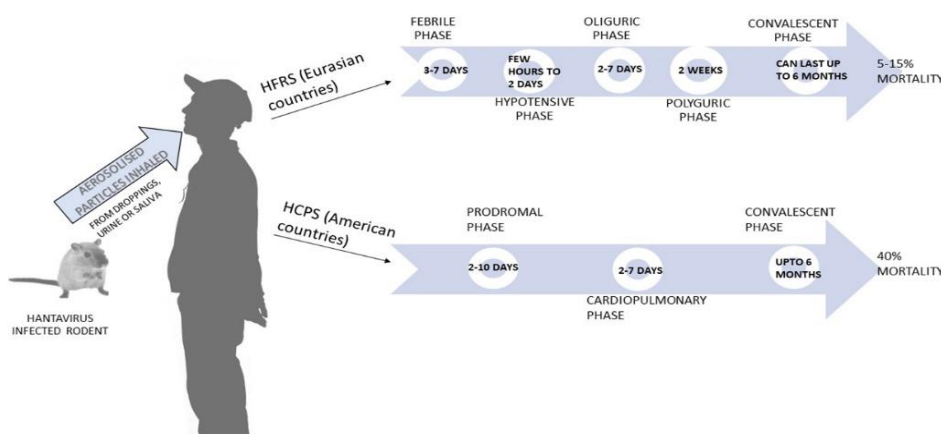 FEBRILE
PHASE
OLIGURIC
PHASE
CONVALESCENT
PHASE
HFRS (Eurasian
countries)
3-7 DAYS
FEW
HOURS TO
2 DAYS
2-7 DAYS
2 WEEKS
CAN LAST UP
TO 6 MONTHS
5-15%
MORTALITY
HYPOTENSIVE
PHASE
POLYGURIC
PHASE
AEROSOLISED
PARTICLES INHALED
FROM DROPPINGS,
URINE OR SALIVA
HANTAVIRUS
INFECTED RODENT
HCPS (American
countries)
PRODROMAL
PHASE
CONVALESCENT
PHASE
2-10 DAYS
2-7 DAYS
UPTO 6
MONTHS
40%
MORTALITY
CARDIOPULMONARY
PHASE